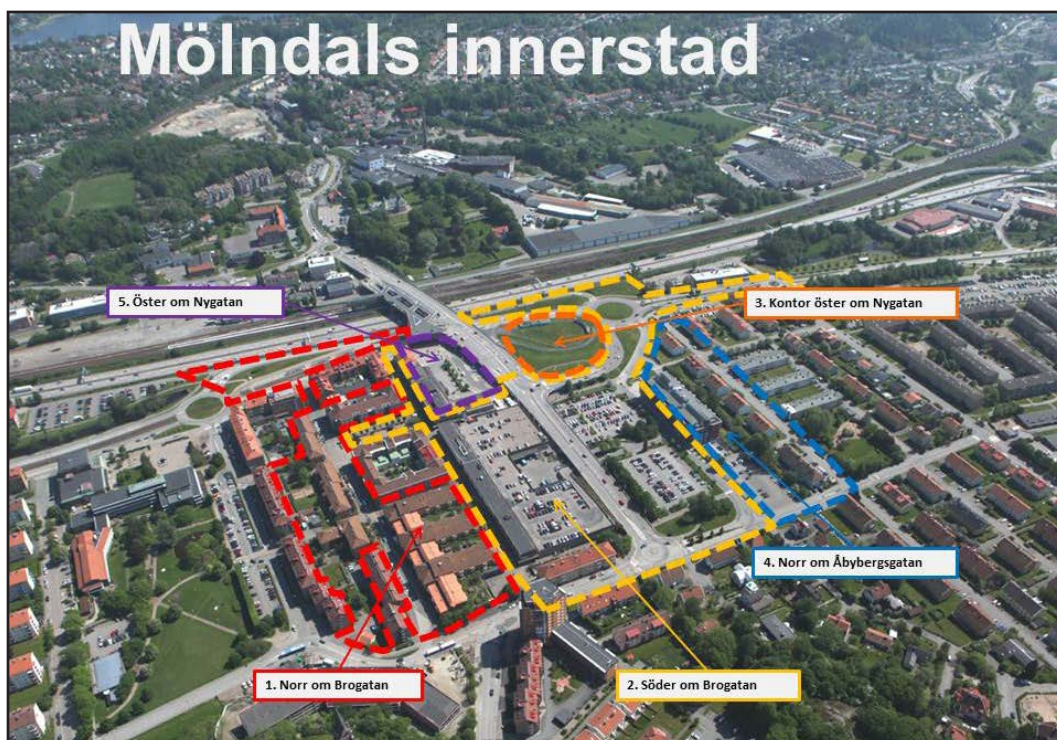 Mölndals innerstad
5. Öster om Nygatan
3. Kontor öster om Nygatan
4. Norr om Åbybergsgatan
1. Norr om Brogatan
2. Söder om Brogatan